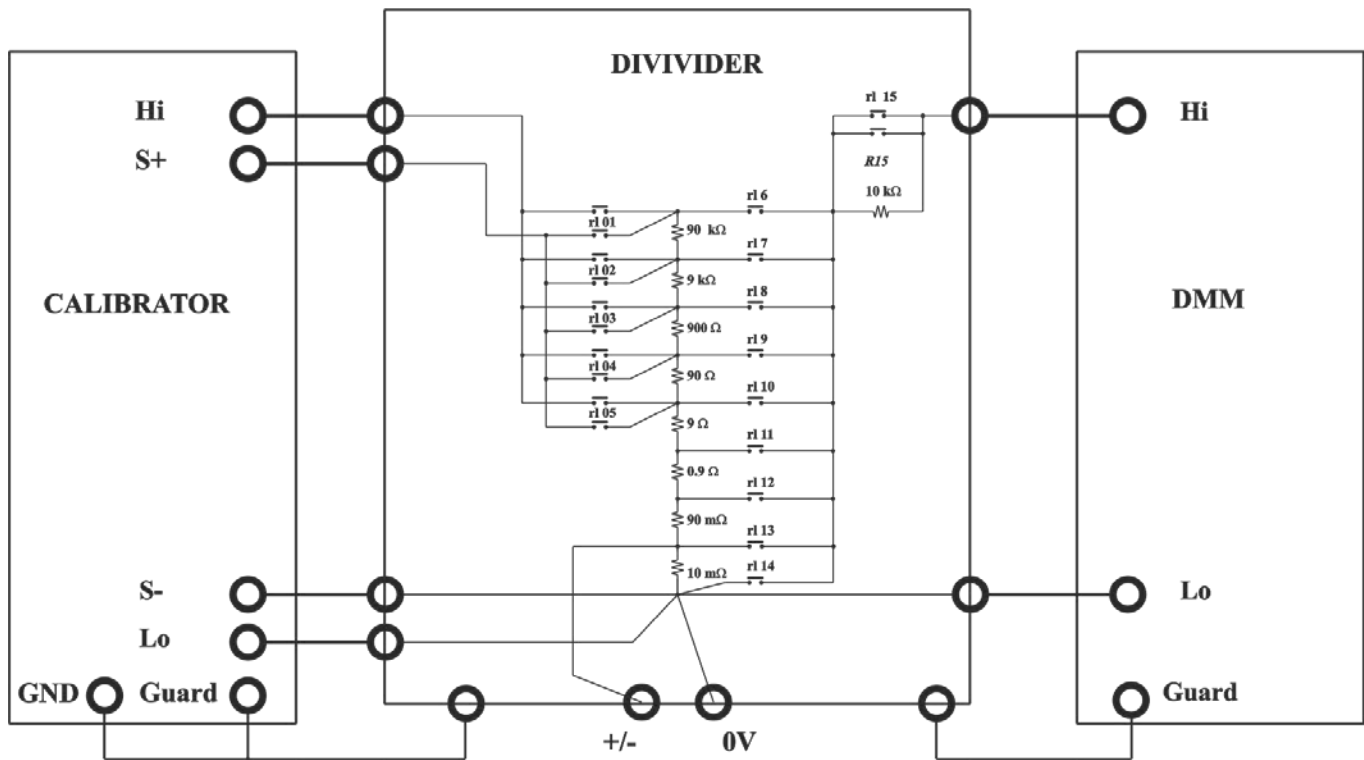 DIVIVIDER
CALIBRATOR
Hi
S+
S-
Lo
GND
Guard
rl 01
rl 02
rl 03
rl 04
rl 05
90 kΩ
9 kΩ
900 Ω
90 Ω
9 Ω
0.9 Ω
90 mΩ
10 mΩ
rl 6
rl 7
rl 8
rl 9
rl 10
rl 11
rl 12
rl 13
rl 14
rl 15
R15
10 kΩ
+/-
0V
DMM
Hi
Lo
Guard